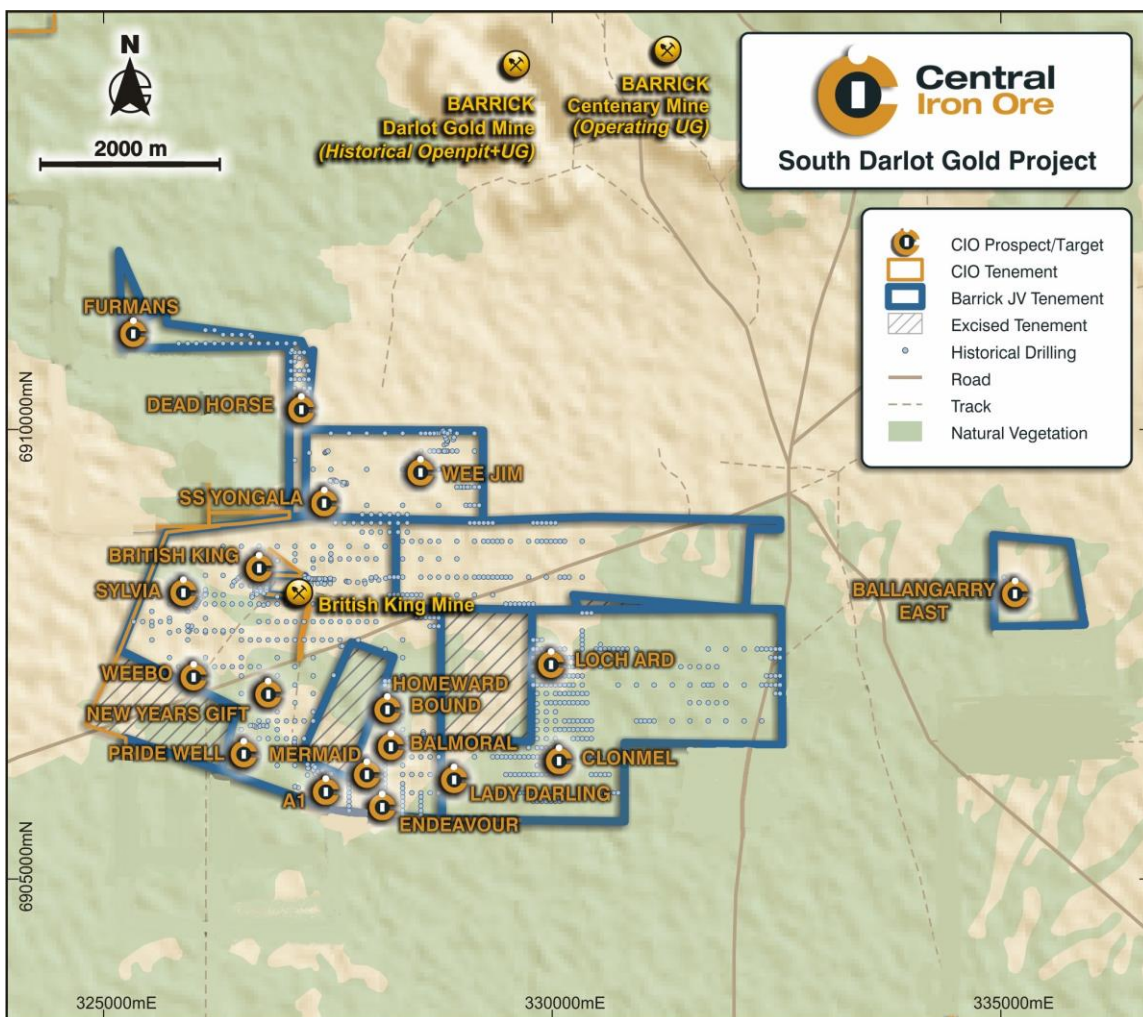 N
2000 m
BARRICK
Darlot Gold Mine
(Historical Openpit+UG)
BARRICK
Centenary Mine
(Operating UG)
Central
Iron Ore
South Darlot Gold Project
CIO Prospect/Target
CIO Tenement
Barrick JV Tenement
Excised Tenement
Historical Drilling
Road
Track
Natural Vegetation
FURMANS
DEAD HORSE
6910000mN
WEE JIM
SS YONGALA
BRITISH KING
SYLVIA
British King Mine
BALLANGARRY
EAST
WEEBO
LOCH ARD
NEW YEARS GIFT
HOMEWARD
BOUND
PRIDE WELL
MERMAID
BALMORAL
CLONMEL
A1
LADY DARLING
ENDEAVOUR
6905000mN
325000mE
330000mE
335000mE